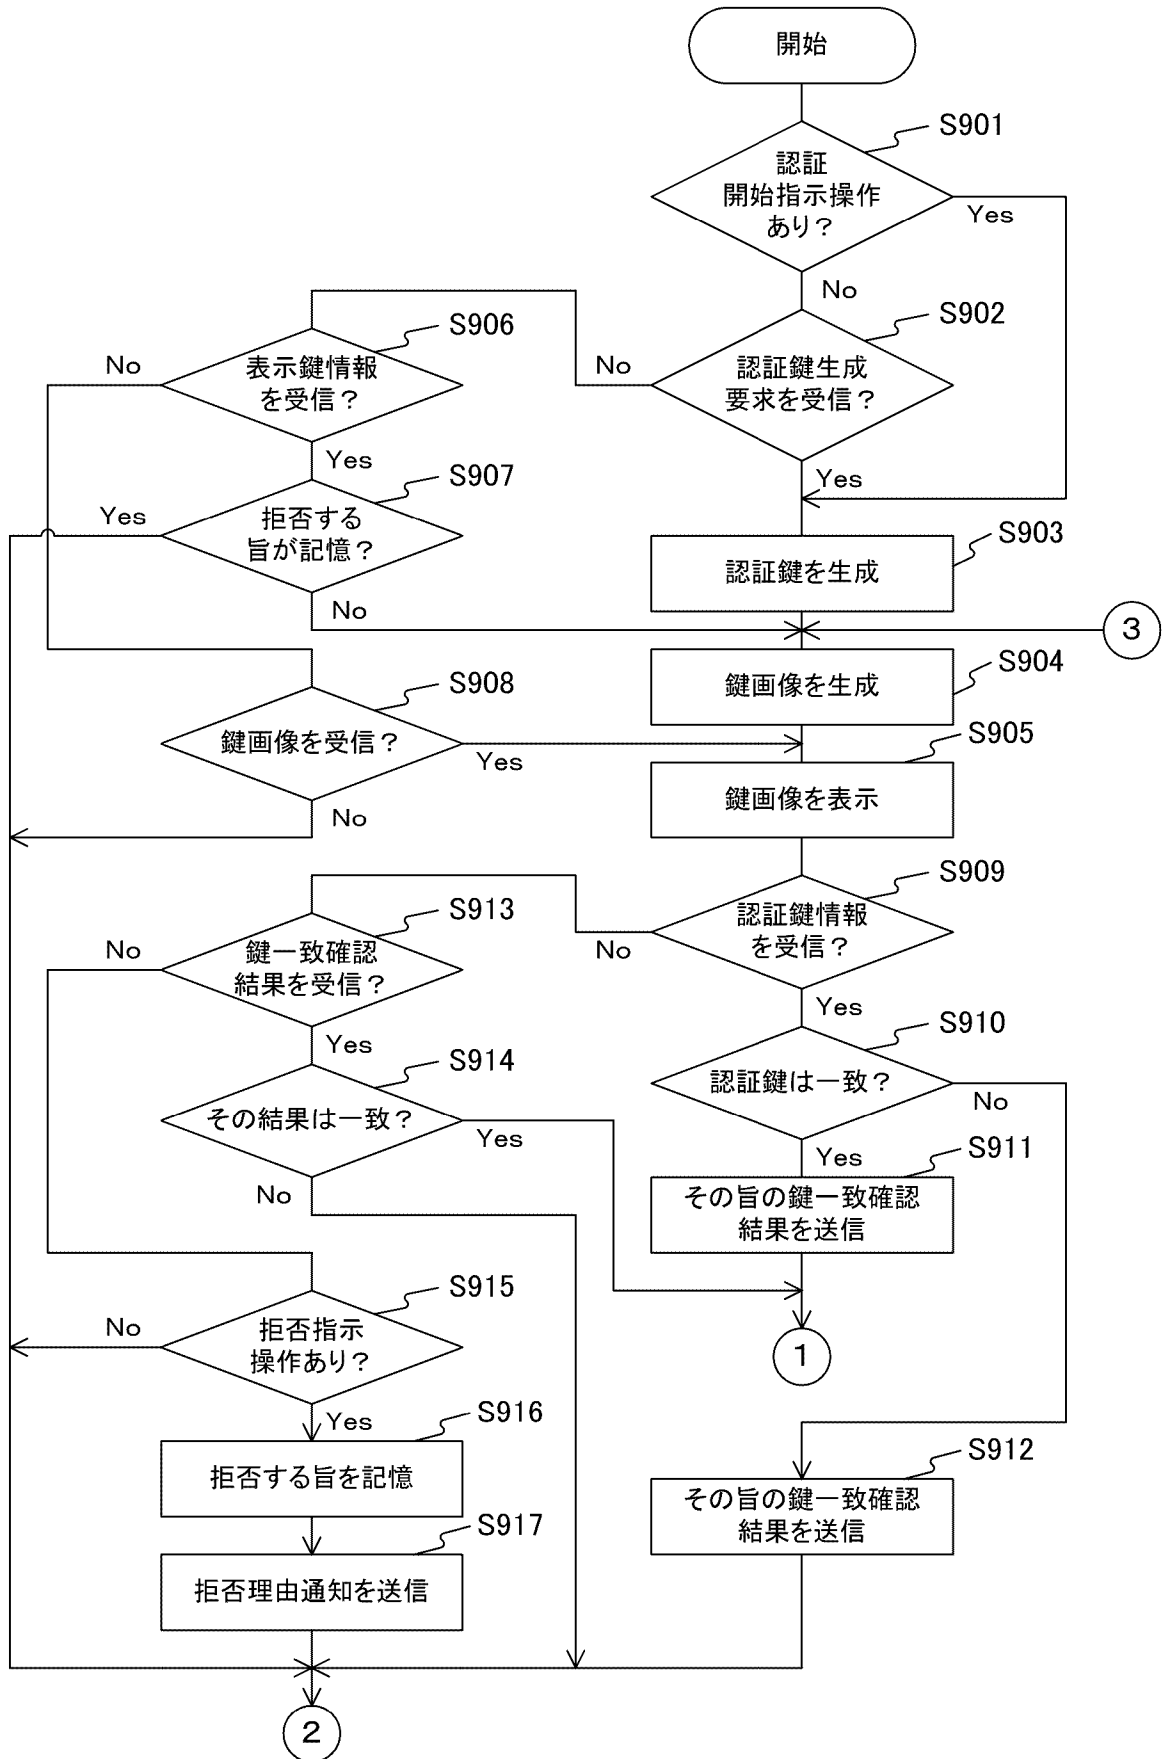 開始
S901
認証
開始指示操作
あり？
Yes
No
S902
認証鍵生成
要求を受信？
No
Yes
S906
表示鍵情報
を受信？
No
Yes
S907
拒否する
旨が記憶？
Yes
No
S903
認証鍵を生成
3
S904
鍵画像を生成
S908
鍵画像を受信？
Yes
No
S905
鍵画像を表示
S909
認証鍵情報
を受信？
No
Yes
S913
鍵一致確認
結果を受信？
No
Yes
S910
認証鍵は一致？
No
Yes
S914
その結果は一致？
Yes
No
S911
その旨の鍵一致確認
結果を送信
1
S915
拒否指示
操作あり？
No
Yes
S916
拒否する旨を記憶
S912
その旨の鍵一致確認
結果を送信
S917
拒否理由通知を送信
2